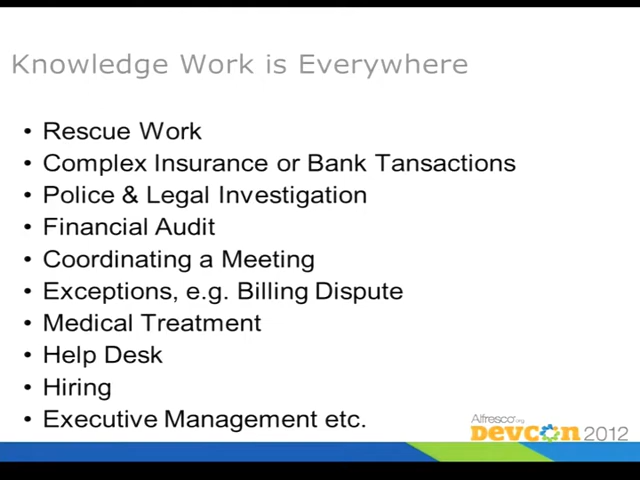 Knowledge Work is Everywhere
• Rescue Work
• Complex Insurance or Bank Tansactions
• Police & Legal Investigation
• Financial Audit
• Coordinating a Meeting
• Exceptions, e.g. Billing Dispute
• Medical Treatment
• Help Desk
• Hiring
• Executive Management etc.
Alfresco.org
DEVCON 2012